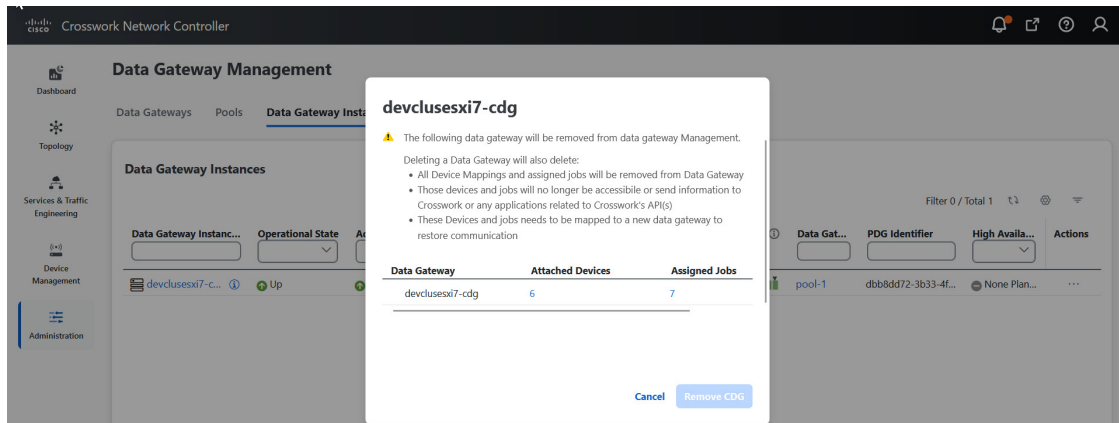 cisco Crosswork Network Controller
Dashboard
Topology
Services & Traffic
Engineering
Device
Management
Administration
Data Gateway Management
Data Gateways Pools Data Gateway Insta
Data Gateway Instances
Filter 0 / Total 1
Data Gateway Instanc... Operational State Ac Data Gat... PDG Identifier High Availa... Actions
devclusesxi7-c... Up pool-1 dbb8dd72-3b33-4f... None Plan... ...
devclusesxi7-cdg
The following data gateway will be removed from data gateway Management.
Deleting a Data Gateway will also delete:
• All Device Mappings and assigned jobs will be removed from Data Gateway
• Those devices and jobs will no longer be accessibile or send information to
Crosswork or any applications related to Crosswork's API(s)
• These Devices and jobs needs to be mapped to a new data gateway to
restore communication
Data Gateway Attached Devices Assigned Jobs
devclusesxi7-cdg 6 7
Cancel Remove CDG